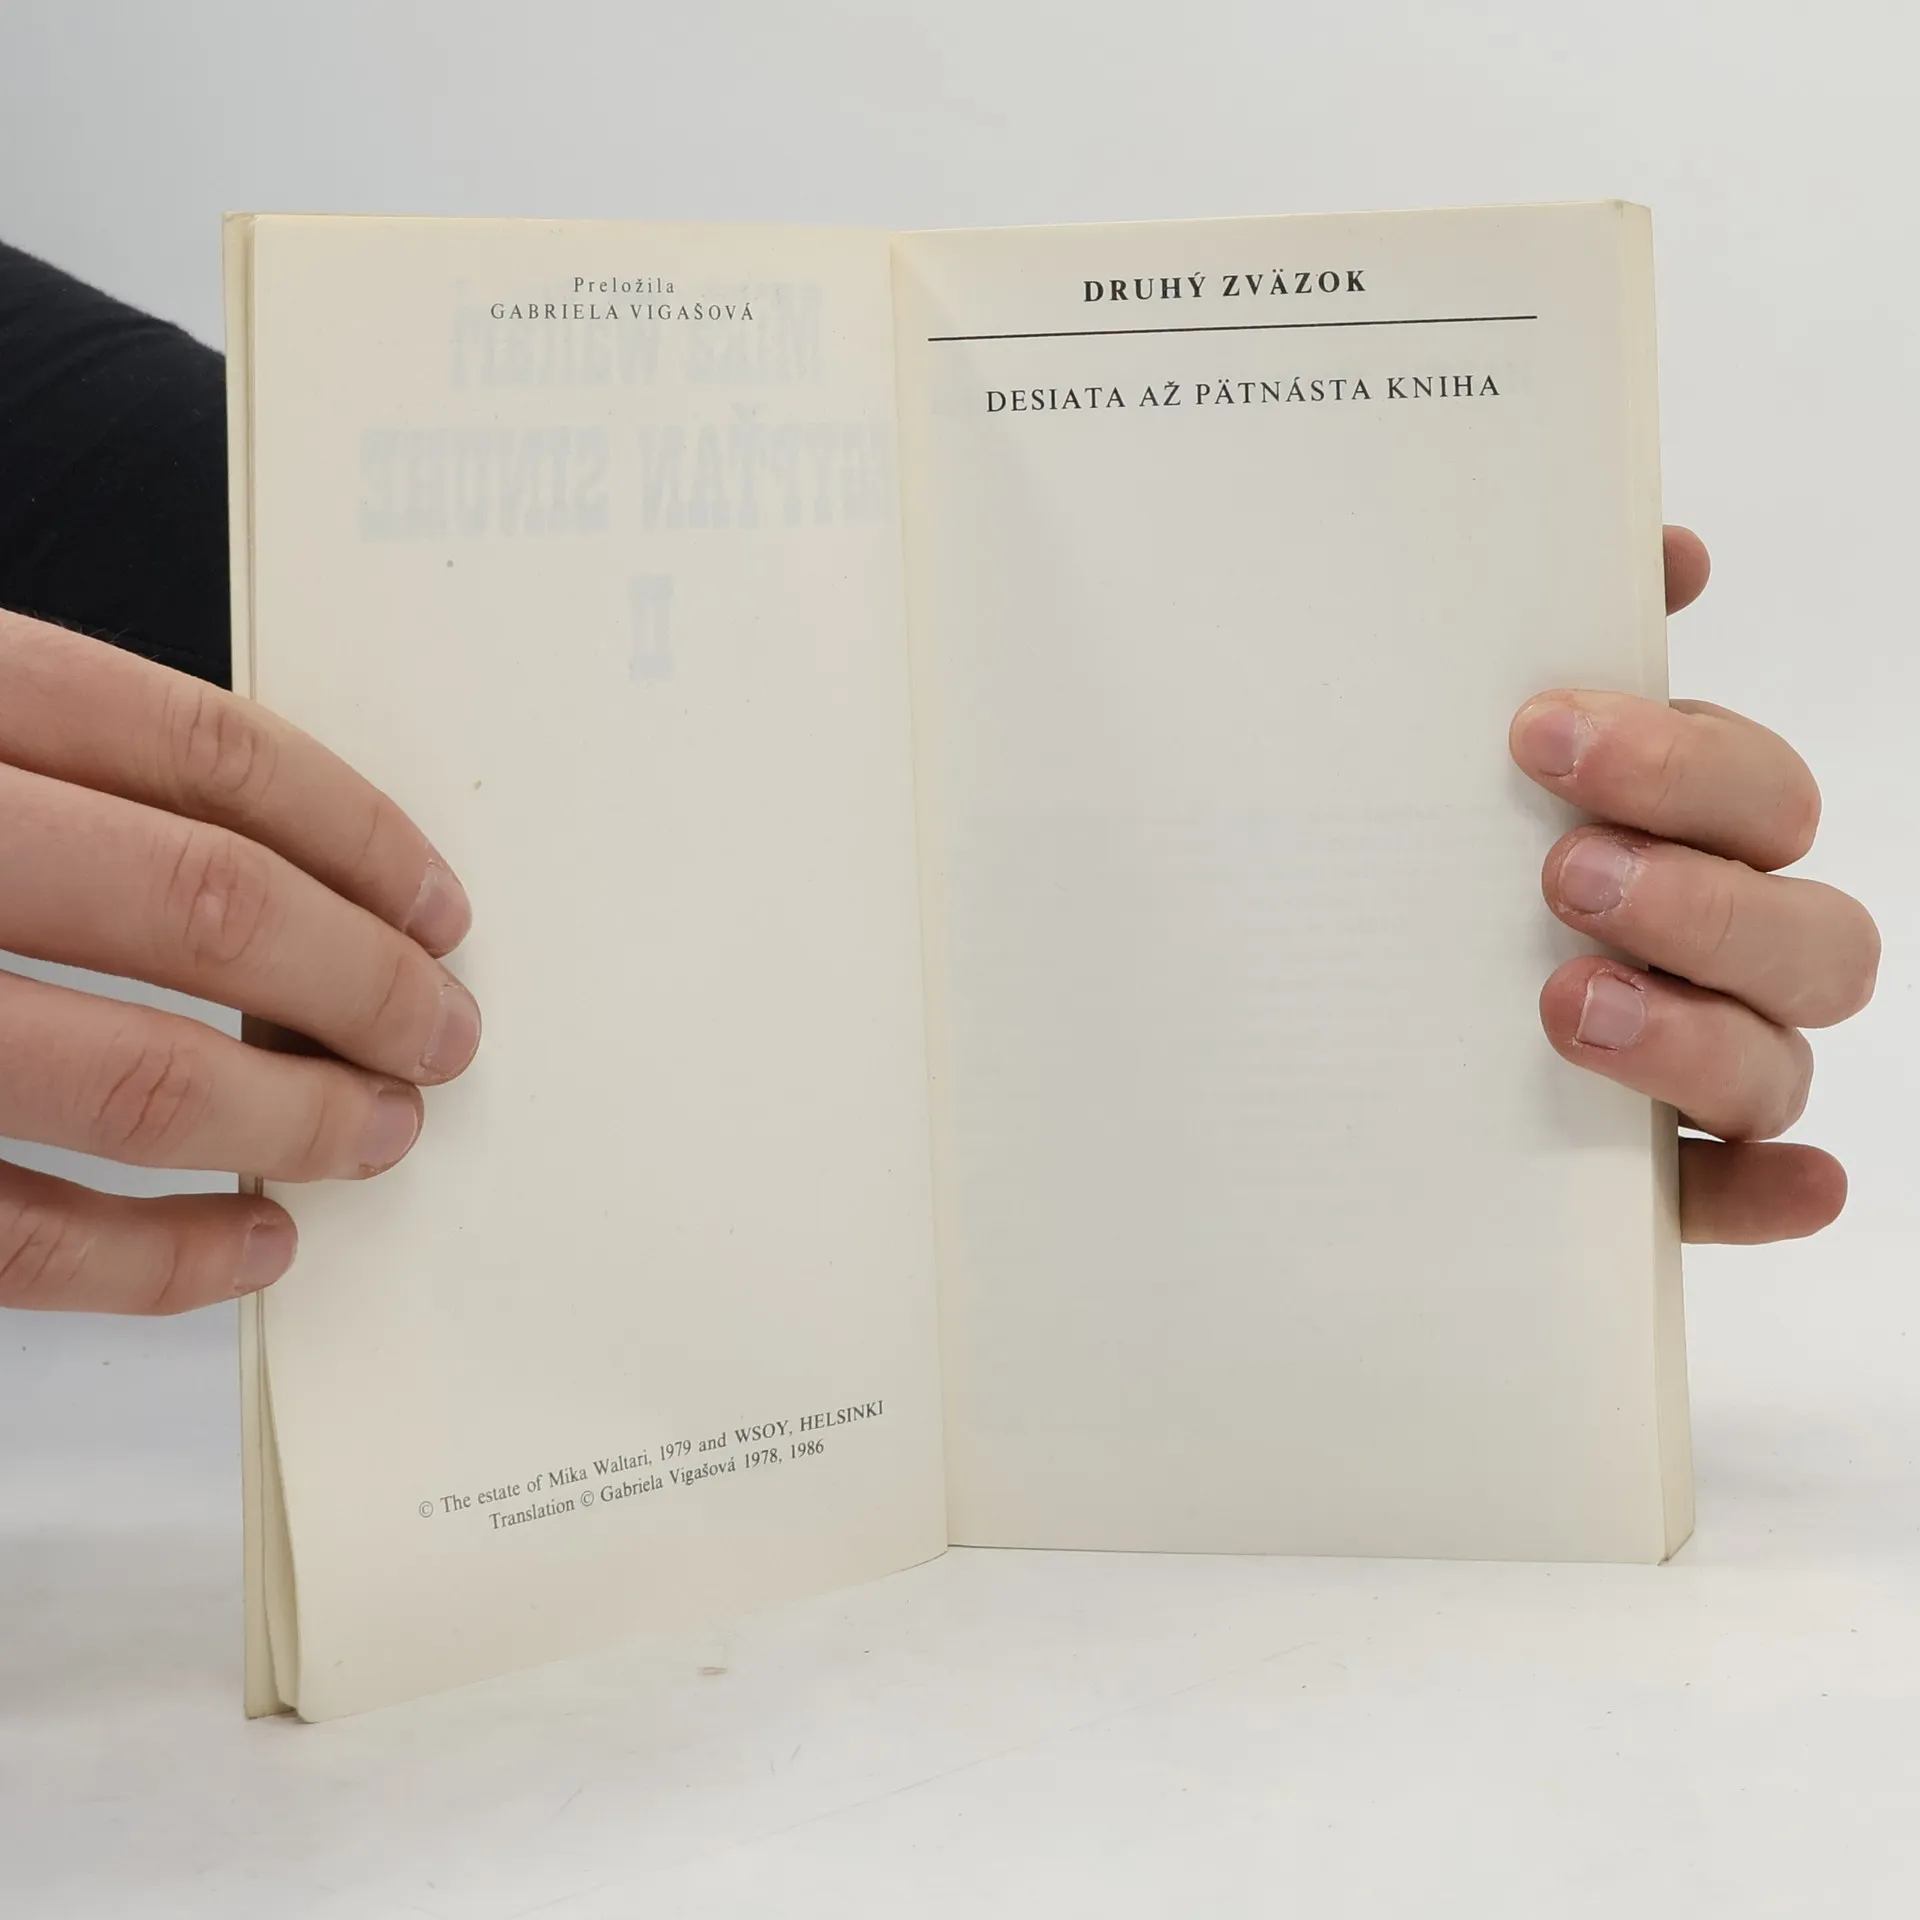 Preložila
GABRIELA VIGAŠOVÁ
© The estate of Mika Waltari, 1979 and WSOY, HELSINKI
Translation © Gabriela Vigašová 1978, 1986
DRUHÝ ZVÄZOK
DESIATA AŽ PÄTNÁSTA KNIHA